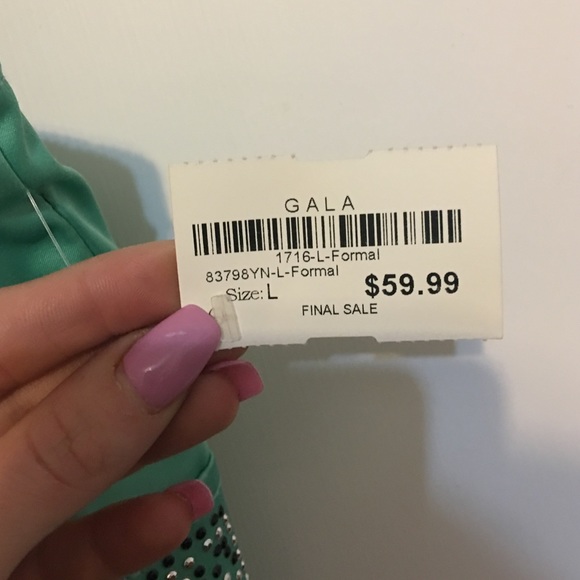 GALA
1716-L-Formal
83798YN-L-Formal
Size: L $59.99
FINAL SALE